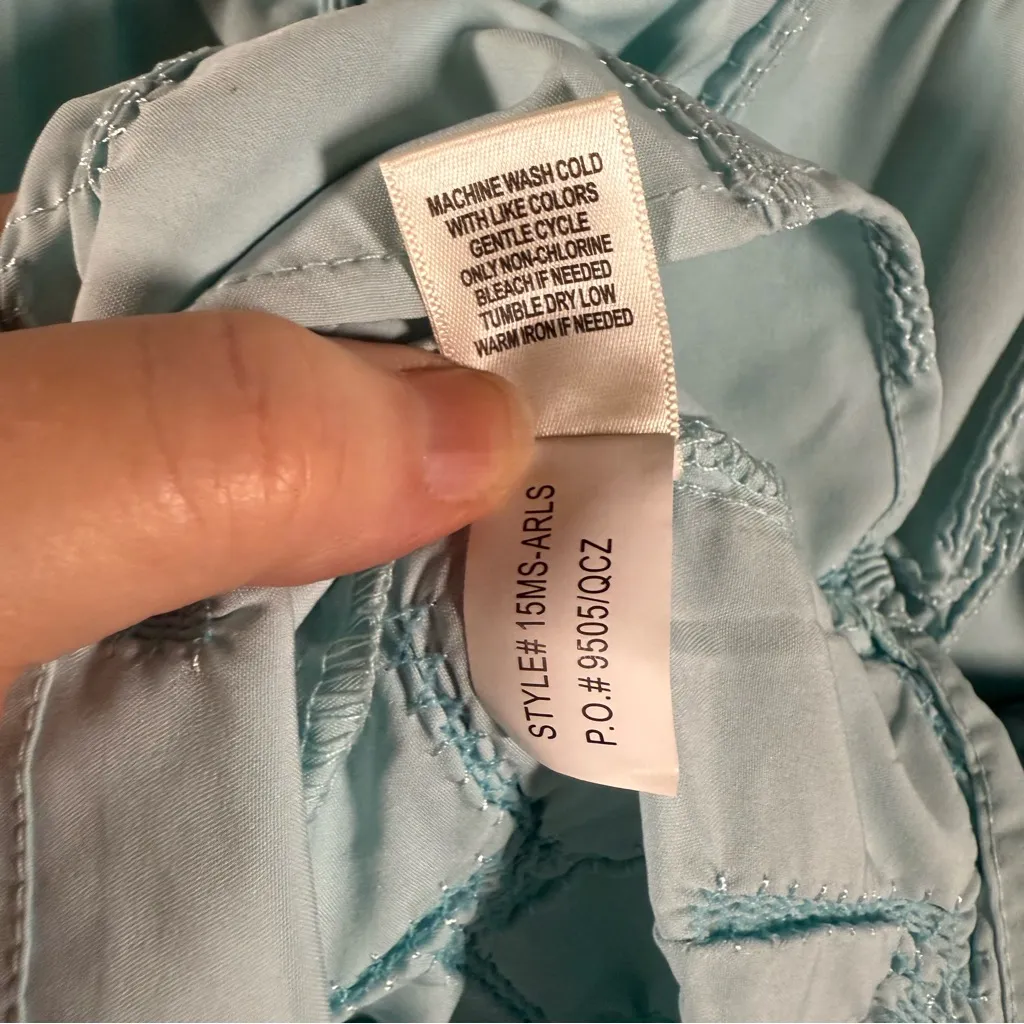 MACHINE WASH COLD
WITH LIKE COLORS
GENTLE CYCLE
ONLY NON-CHLORINE
BLEACH IF NEEDED
TUMBLE DRY LOW
WARM IRON IF NEEDED
STYLE# 15MS-ARLS
P.O.# 9505/QCZ